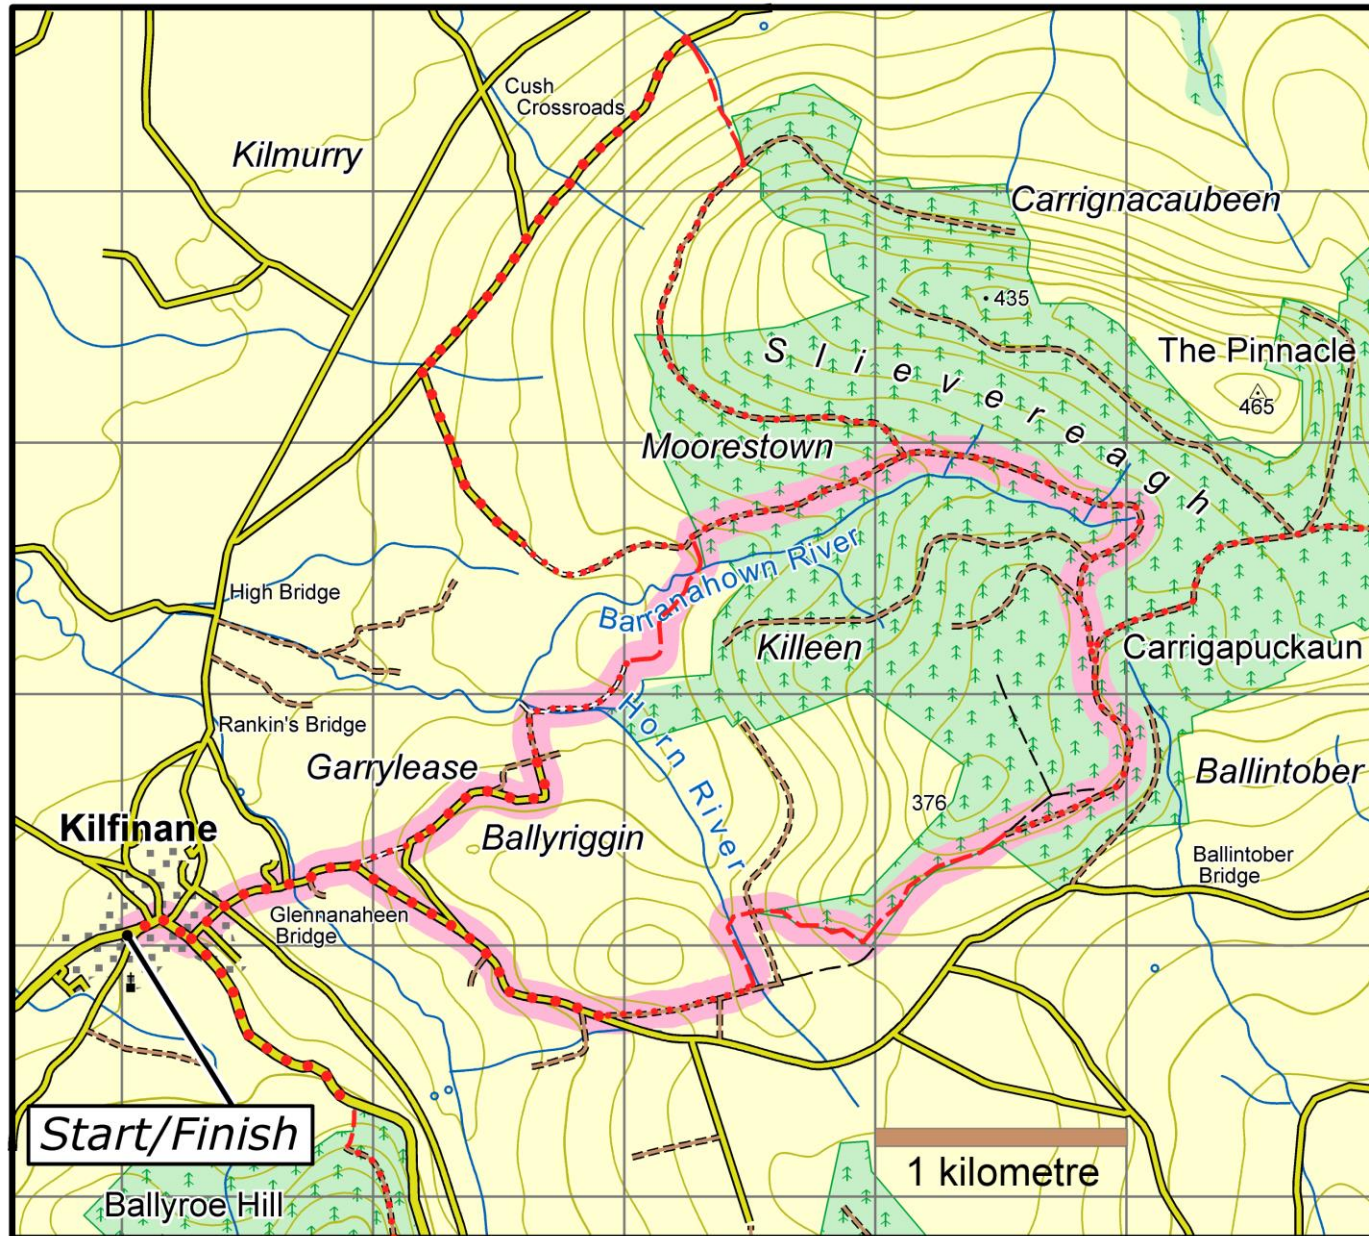 Cush
Crossroads
Kilmurry
Carrignacaubeen
435
The Pinnacle
465
Slievereagh
Moorestown
High Bridge
Barranahown River
Killeen
Carrigapuckaun
Rankin's Bridge
Horn River
Garrylease
Ballintober
376
Kilfinane
Ballyriggin
Ballintober
Bridge
Glennanaheen
Bridge
Start/Finish
1 kilometre
Ballyroe Hill